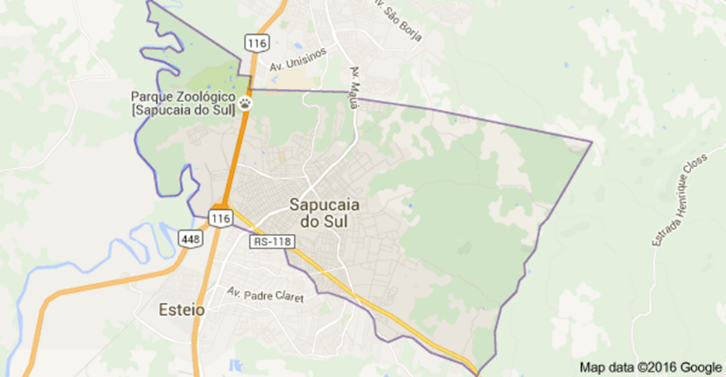 Av. São Borja
116
Av. Unisinos
Av. Mauá
Parque Zoológico
[Sapucaia do Sul]
Estrada Henrique Closs
Sapucaia
do Sul
116
448
RS-118
Av. Padre Claret
Esteio
Map data ©2016 Google